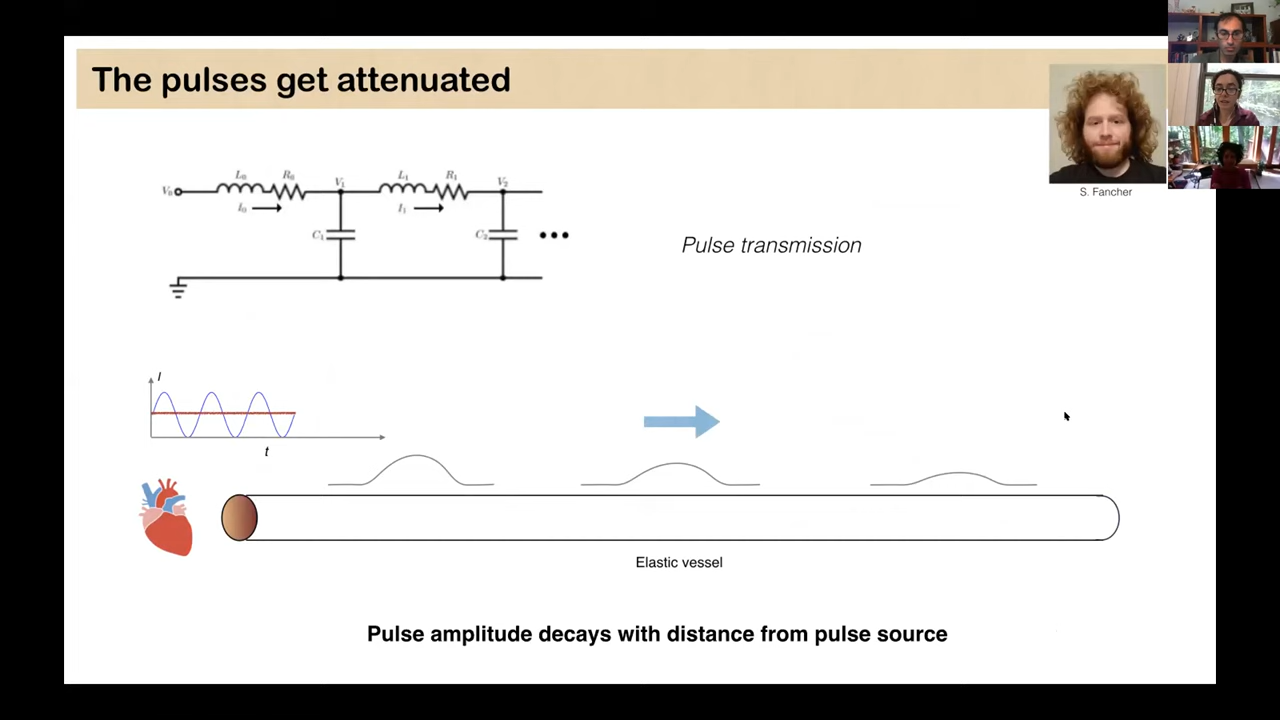 The pulses get attenuated
S. Fancher
L₀ R₀ V₁ L₁ R₁ V₂
V₀
I₀ I₁
C₁ C₂
Pulse transmission
I
t
Elastic vessel
Pulse amplitude decays with distance from pulse source